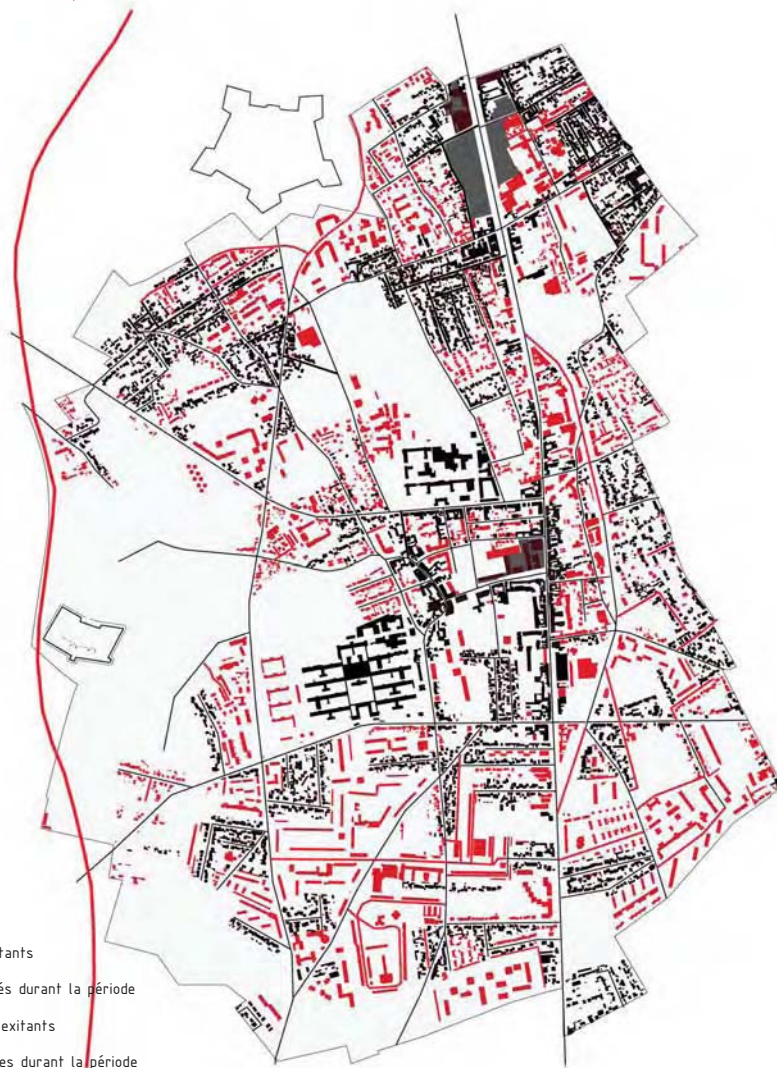 tants
és durant la période
exitants
es durant la période